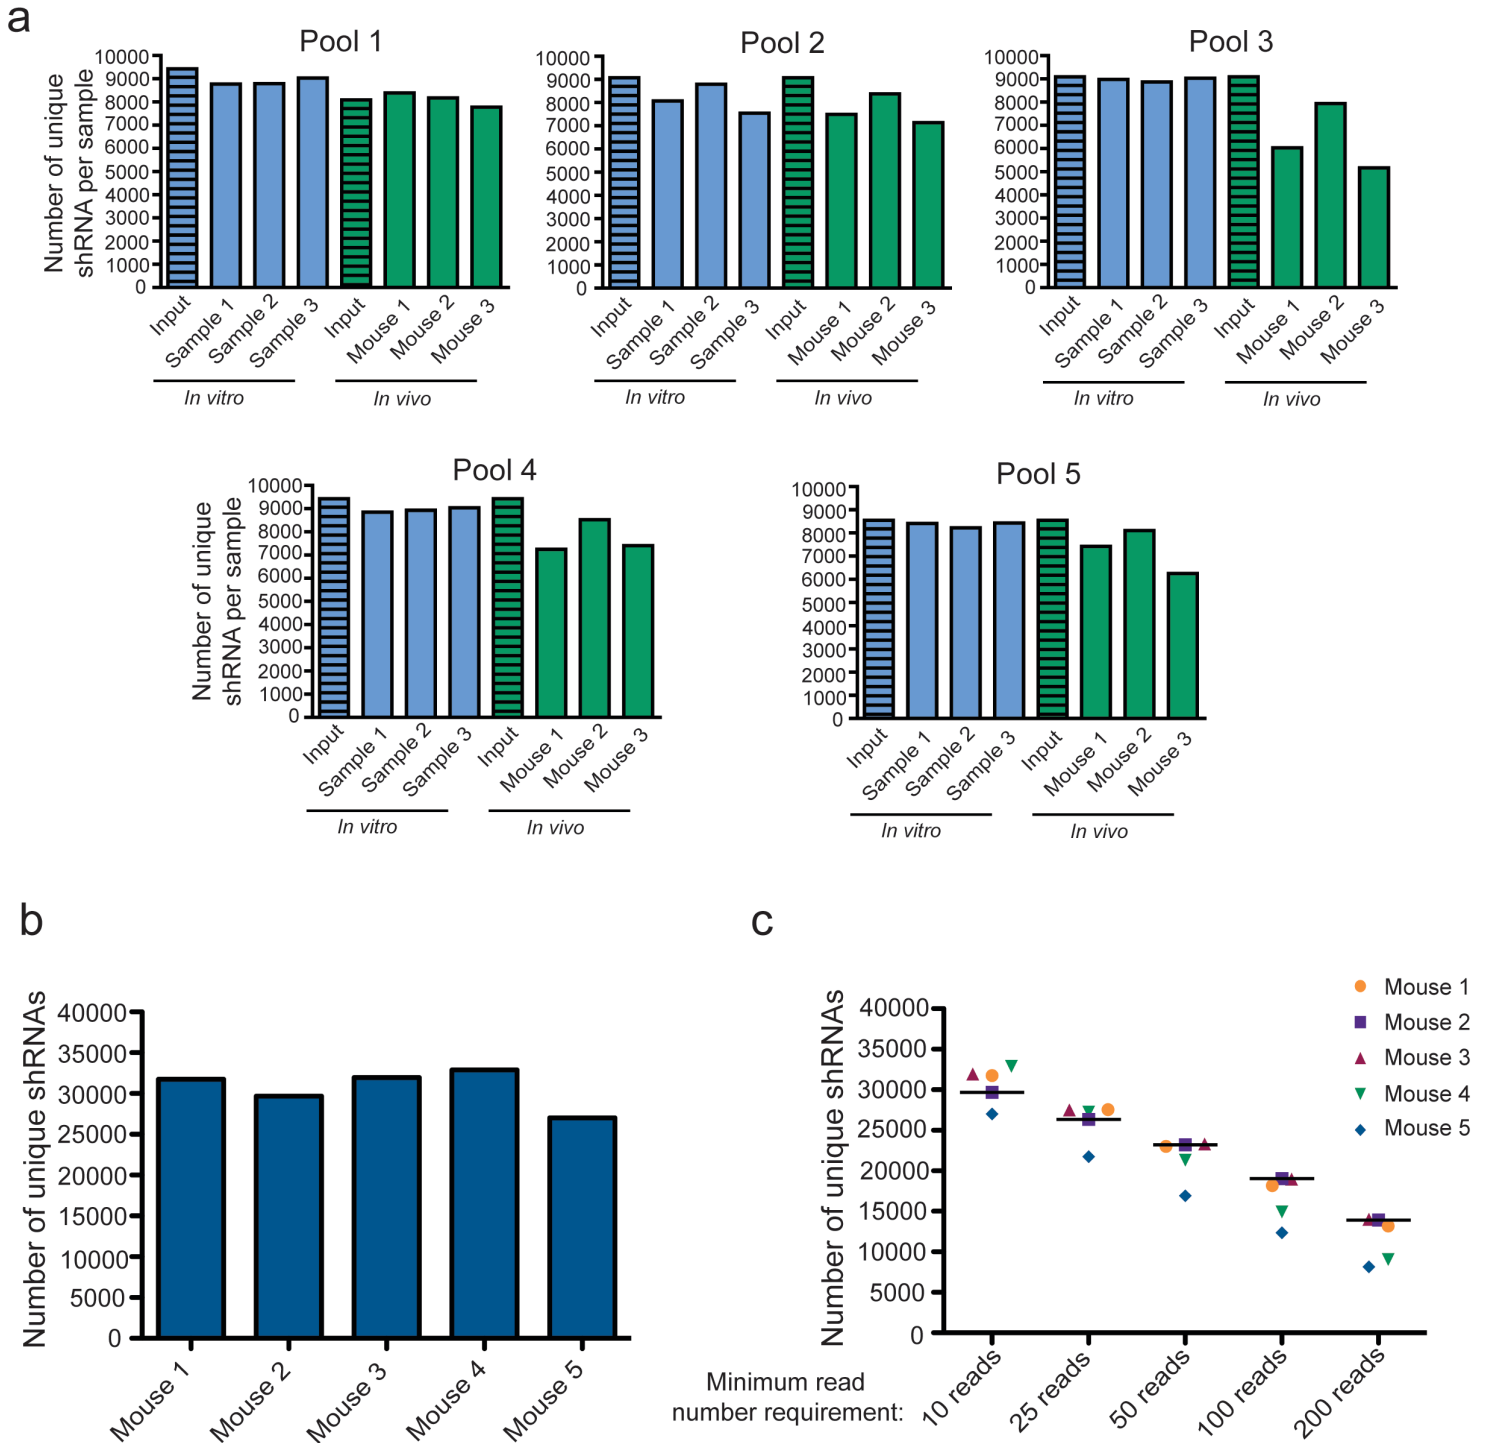 a
Pool 1
Number of unique
shRNA per sample
10000
9000
8000
7000
6000
5000
4000
3000
2000
1000
0
Input
Sample 1
Sample 2
Sample 3
Input
Mouse 1
Mouse 2
Mouse 3
In vitro
In vivo
Pool 2
10000
9000
8000
7000
6000
5000
4000
3000
2000
1000
0
Input
Sample 1
Sample 2
Sample 3
Input
Mouse 1
Mouse 2
Mouse 3
In vitro
In vivo
Pool 3
10000
9000
8000
7000
6000
5000
4000
3000
2000
1000
0
Input
Sample 1
Sample 2
Sample 3
Input
Mouse 1
Mouse 2
Mouse 3
In vitro
In vivo
Pool 4
Number of unique
shRNA per sample
10000
9000
8000
7000
6000
5000
4000
3000
2000
1000
0
Input
Sample 1
Sample 2
Sample 3
Input
Mouse 1
Mouse 2
Mouse 3
In vitro
In vivo
Pool 5
10000
9000
8000
7000
6000
5000
4000
3000
2000
1000
0
Input
Sample 1
Sample 2
Sample 3
Input
Mouse 1
Mouse 2
Mouse 3
In vitro
In vivo
b
Number of unique shRNAs
40000
35000
30000
25000
20000
15000
10000
5000
0
Mouse 1
Mouse 2
Mouse 3
Mouse 4
Mouse 5
c
Number of unique shRNAs
40000
35000
30000
25000
20000
15000
10000
5000
0
Mouse 1
Mouse 2
Mouse 3
Mouse 4
Mouse 5
Minimum read
number requirement:
10 reads
25 reads
50 reads
100 reads
200 reads